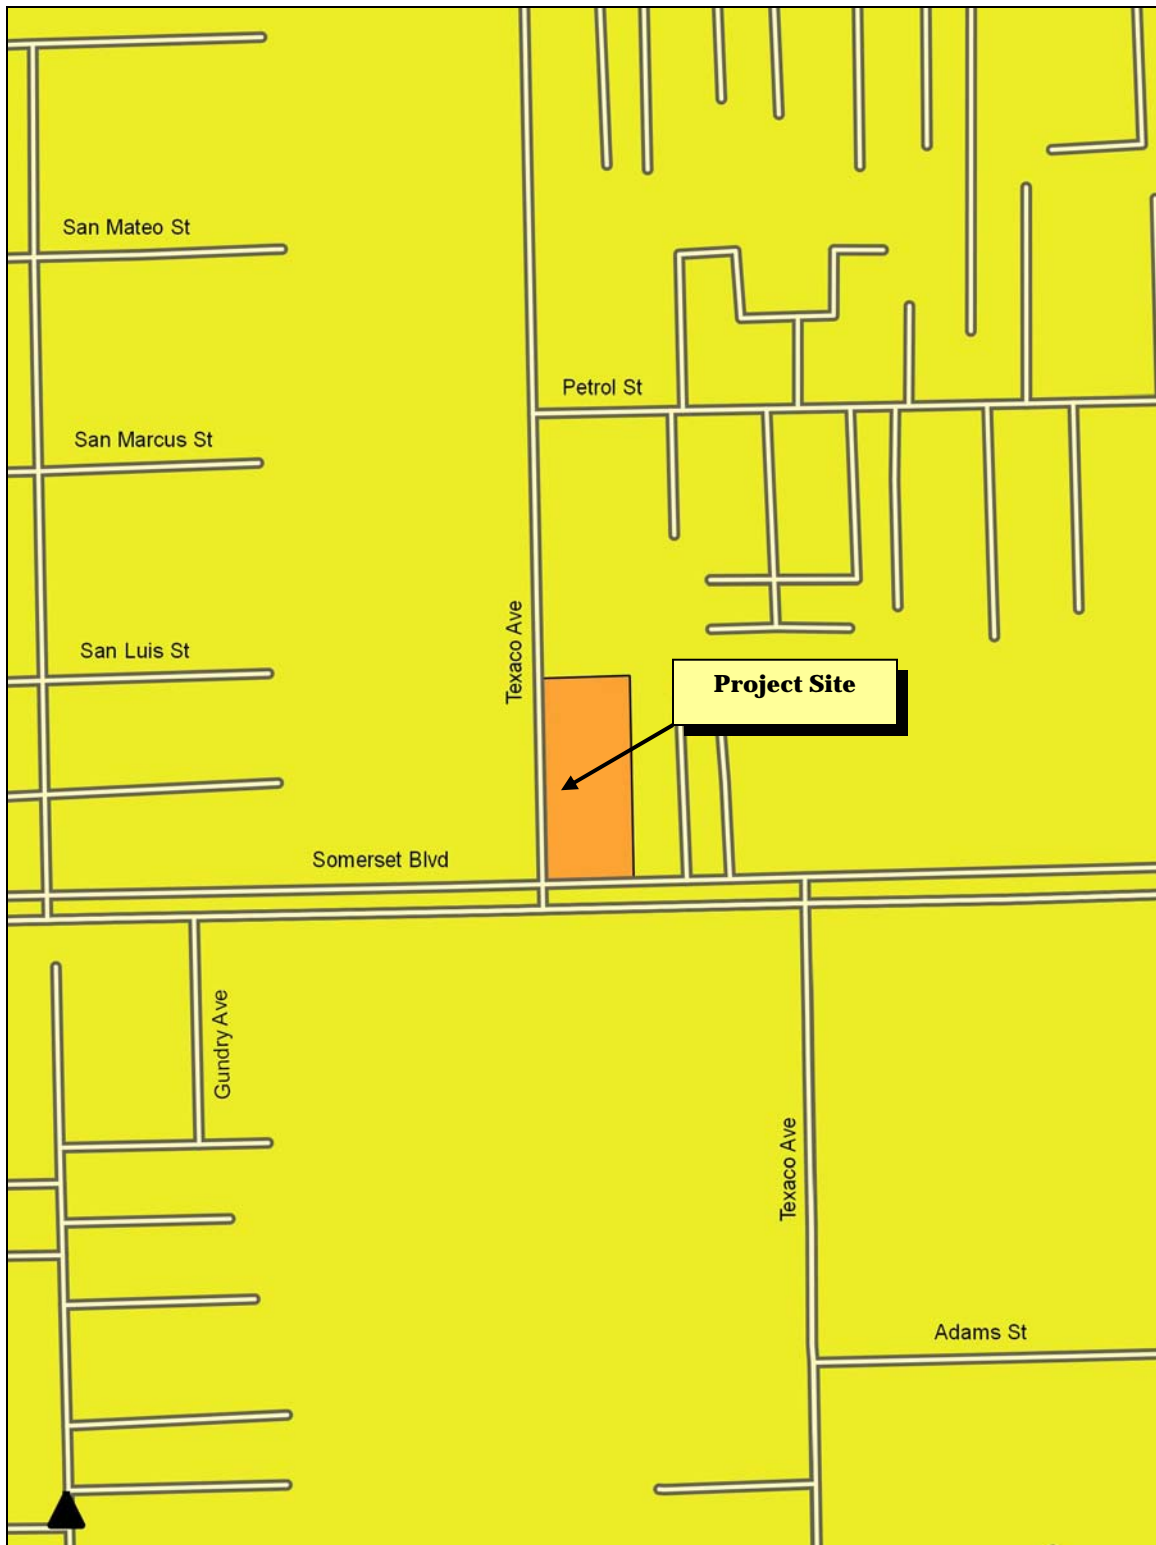 San Mateo St
Petrol St
San Marcus St
Texaco Ave
San Luis St
Project Site
Somerset Blvd
Gundry Ave
Texaco Ave
Adams St